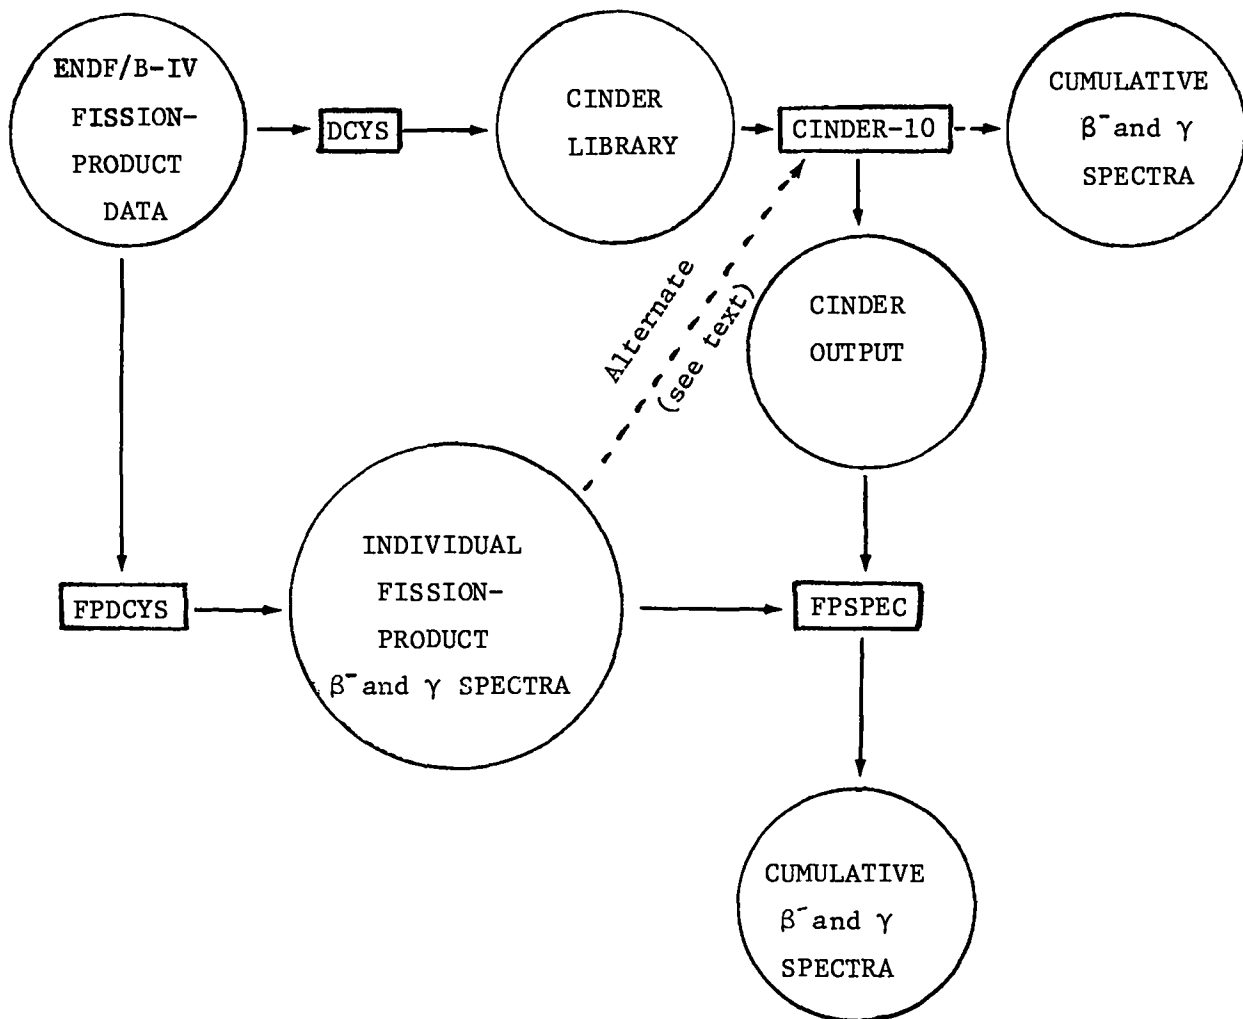 ENDF/B-IV
FISSION-
PRODUCT
DATA
DCYS
CINDER
LIBRARY
CINDER-10
CUMULATIVE
β⁻ and γ
SPECTRA
Alternate
(see text)
CINDER
OUTPUT
FPDCYS
INDIVIDUAL
FISSION-
PRODUCT
β⁻ and γ SPECTRA
FPSPEC
CUMULATIVE
β⁻ and γ
SPECTRA